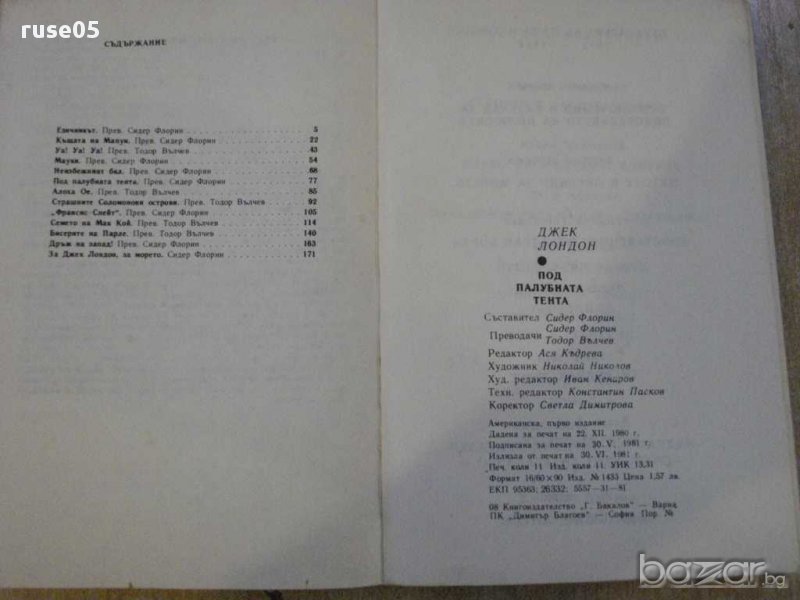 ruse05
СЪДЪРЖАНИЕ
Езичникът. Прев. Сидер Флорин 5
Къщата на Мапуи. Прев. Сидер Флорин 22
Уа! Уа! Уа! Прев. Тодор Вълчев 43
Мауки. Прев. Сидер Флорин 54
Неизбежният бял. Прев. Сидер Флорин 68
Под палубната тента. Прев. Сидер Флорин 77
Алоха Ое. Прев. Тодор Вълчев 85
Страшните Соломонови острови. Прев. Тодор Вълчев 92
„Франсис Спейт". Прев. Сидер Флорин 105
Семето на Мак Кой. Прев. Тодор Вълчев 114
Бисерите на Парле. Прев. Тодор Вълчев 140
Дръж на запад! Прев. Сидер Флорин 163
За Джек Лондон, за морето. Сидер Флорин 171
ДЖЕК
ЛОНДОН
●
ПОД
ПАЛУБНАТА
ТЕНТА
Съставител Сидер Флорин
Преводачи Сидер Флорин
Тодор Вълчев
Редактор Ася Къдрева
Художник Николай Николов
Худ. редактор Иван Кенаров
Техн. редактор Константин Пасков
Коректор Светла Димитрова
Американска, първо издание
Дадена за печат на 22. XII. 1980 г.
Подписана за печат на 30. V. 1981 г.
Излязла от печат на 30. VI. 1981 г.
Печ. коли 11 Изд. коли 11. УИК 13,31
Формат 16/60×90 Изд. № 1433 Цена 1,57 лв.
ЕКП 95363; 26332; 5557—31—81
08 Книгоиздателство „Г. Бакалов" — Варна
ПК „Димитър Благоев" — София Пор. №
bazar.bg